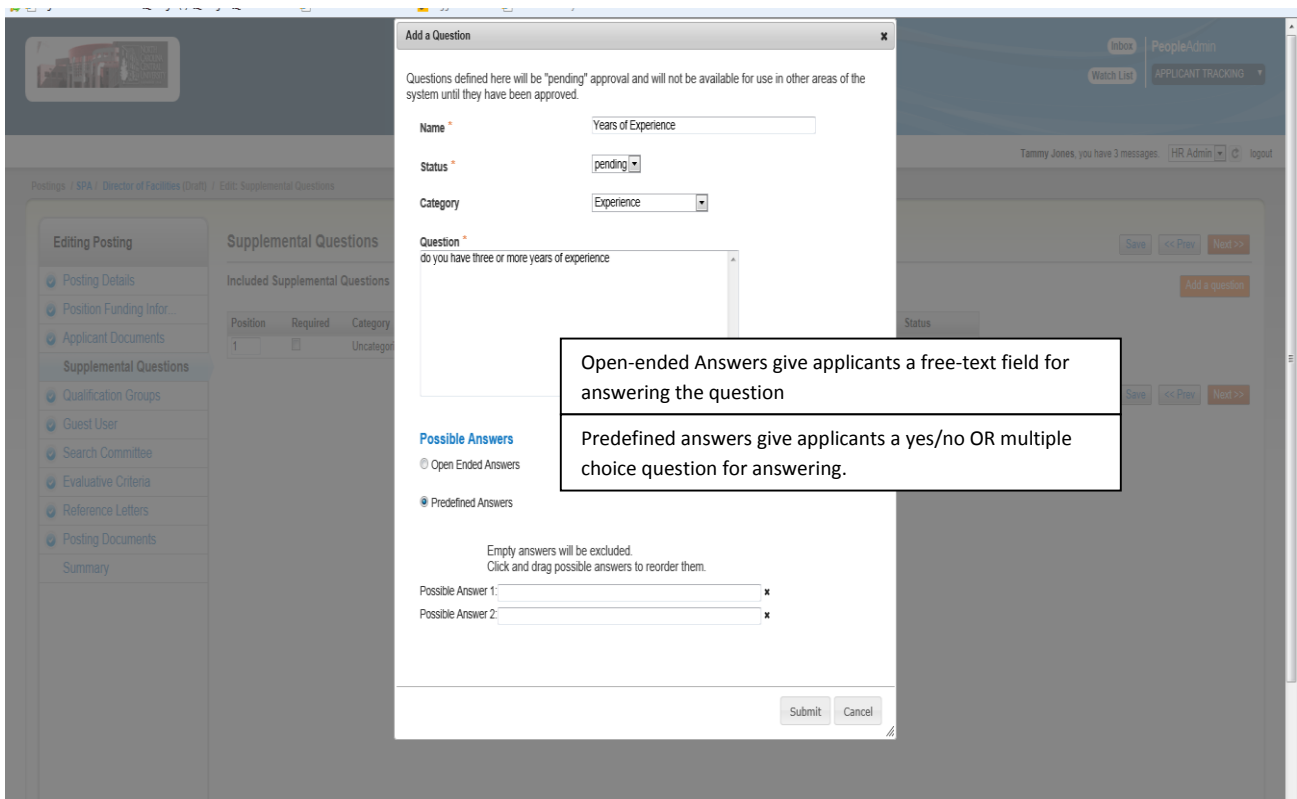 Add a Question
x
Questions defined here will be "pending" approval and will not be available for use in other areas of the
system until they have been approved.
Name *
Years of Experience
Status *
pending
Category
Experience
Question *
do you have three or more years of experience
Open-ended Answers give applicants a free-text field for
answering the question
Predefined answers give applicants a yes/no OR multiple
choice question for answering.
Possible Answers
Open Ended Answers
Predefined Answers
Empty answers will be excluded.
Click and drag possible answers to reorder them.
Possible Answer 1:
x
Possible Answer 2:
x
Submit
Cancel
Inbox
PeopleAdmin
Watch List
APPLICANT TRACKING
Tammy Jones, you have 3 messages.
HR Admin
logout
Postings / SPA / Director of Facilities (Draft) / Edit: Supplemental Questions
Editing Posting
Posting Details
Position Funding Infor...
Applicant Documents
Supplemental Questions
Qualification Groups
Guest User
Search Committee
Evaluative Criteria
Reference Letters
Posting Documents
Summary
Supplemental Questions
Save
<< Prev
Next >>
Included Supplemental Questions
Add a question
Position
Required
Category
Status
1
Uncategori
Save
<< Prev
Next >>